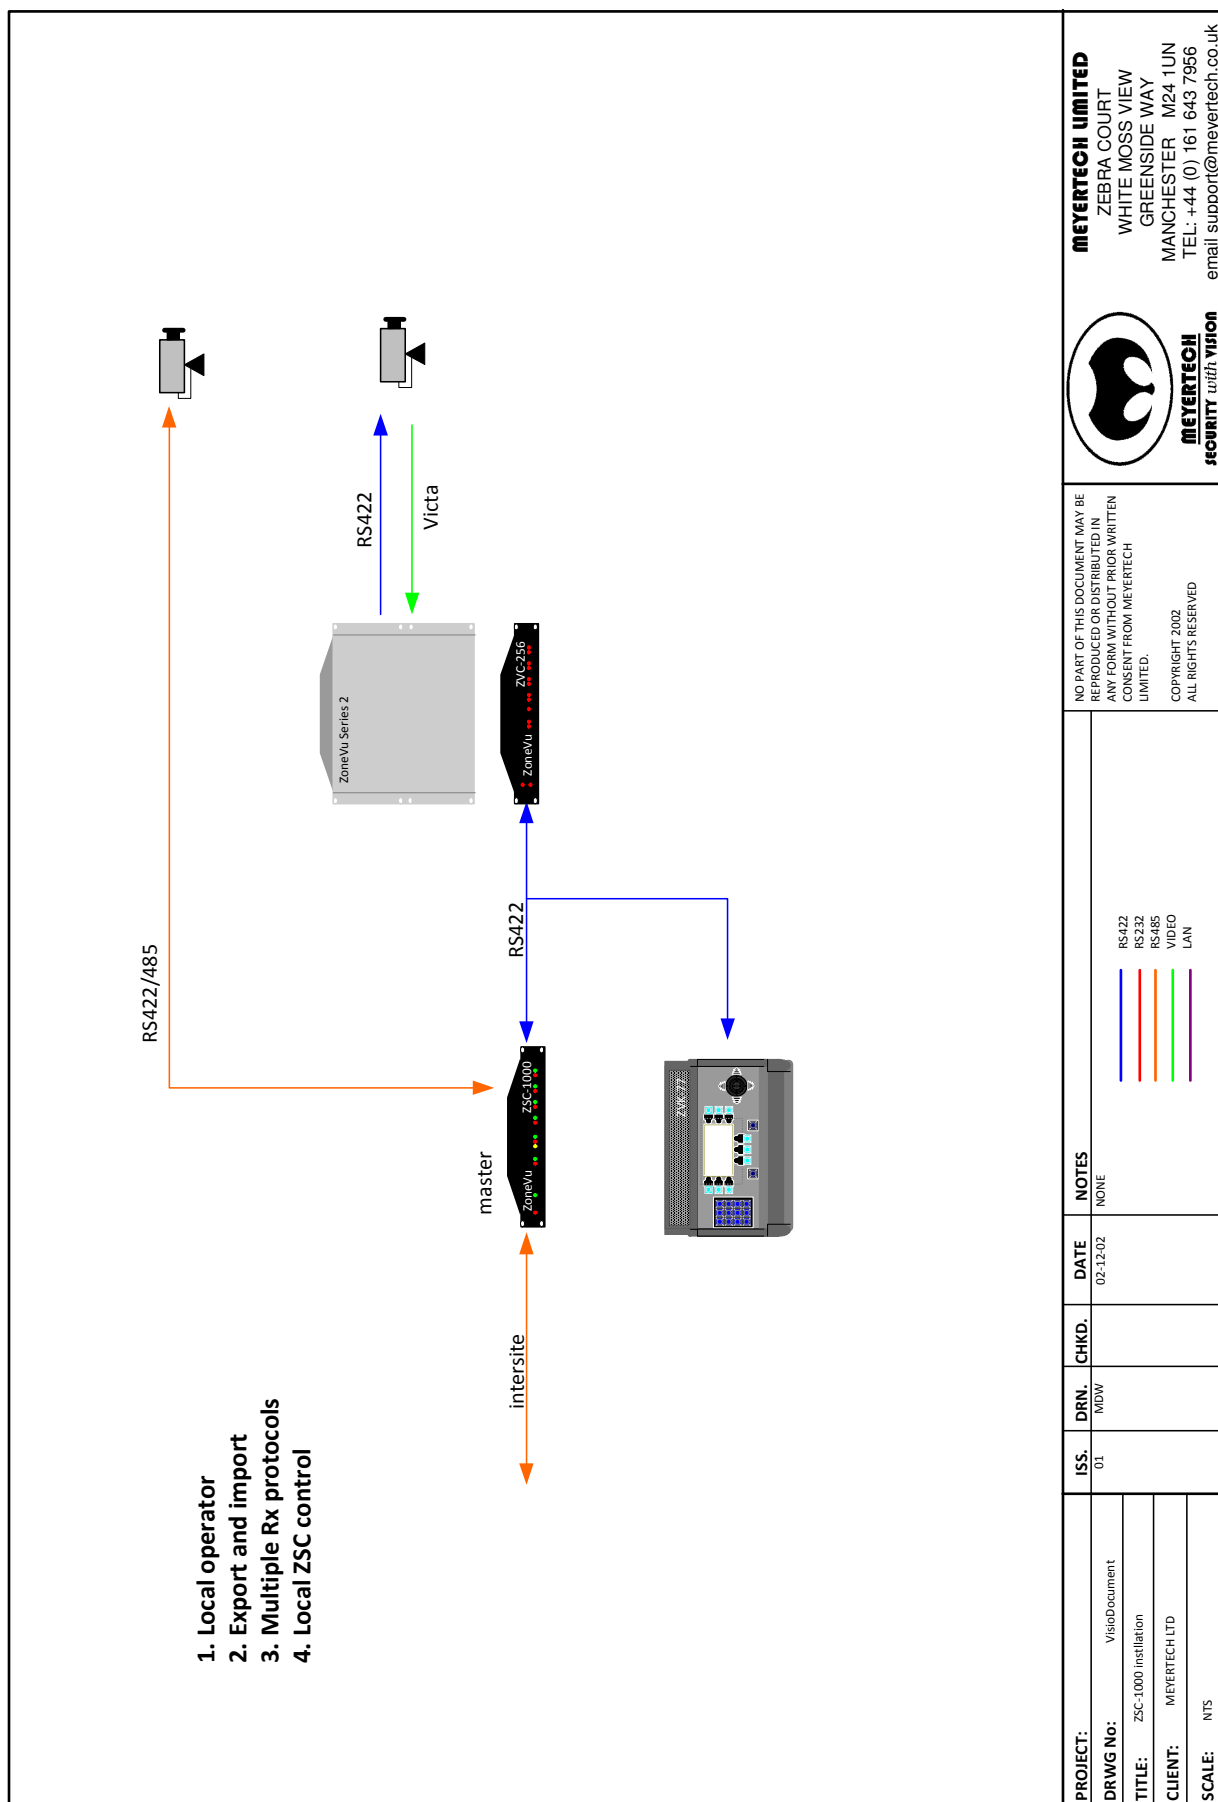 1. Local operator
2. Export and import
3. Multiple Rx protocols
4. Local ZSC control
RS422/485
RS422
Victa
ZoneVu Series 2
master
ZoneVu
ZSC-1000
intersite
RS422
ZoneVu
ZVC-256
ZVK-77
PROJECT:
DRWG No:
VisioDocument
TITLE:
ZSC-1000 instllation
CLIENT:
MEYERTECH LTD
SCALE:
NTS
ISS.
DRN.
CHKD.
DATE
NOTES
01
MDW
02-12-02
NONE
RS422
RS232
RS485
VIDEO
LAN
NO PART OF THIS DOCUMENT MAY BE
REPRODUCED OR DISTRIBUTED IN
ANY FORM WITHOUT PRIOR WRITTEN
CONSENT FROM MEYERTECH
LIMITED.
COPYRIGHT 2002
ALL RIGHTS RESERVED
MEYERTECH
SECURITY with VISION
MEYERTECH LIMITED
ZEBRA COURT
WHITE MOSS VIEW
GREENSIDE WAY
MANCHESTER M24 1UN
TEL: +44 (0) 161 643 7956
email support@meyertech.co.uk